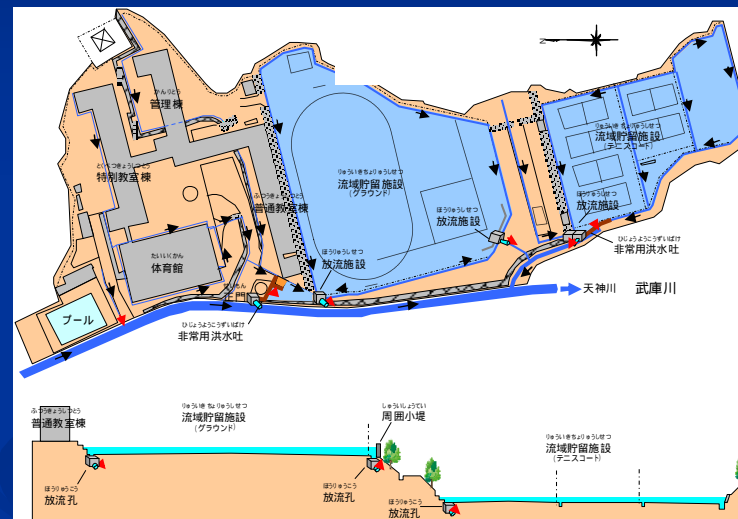 かんりとう
管理棟
とくべつきょうしつとう
特別教室棟
ふつうきょうしつとう
普通教室棟
たいいくかん
体育館
プール
せいもん
正門
りゅういきちょりゅうしせつ
流域貯留施設
(グラウンド)
ほうりゅうしせつ
放流施設
ほうりゅうしせつ
放流施設
りゅういきちょりゅうしせつ
流域貯留施設
(テニスコート)
ほうりゅうしせつ
放流施設
ひじょうようこうずいばけ
非常用洪水吐
ひじょうようこうずいばけ
非常用洪水吐
天神川 武庫川
N
ふつうきょうしつとう
普通教室棟
りゅういきちょりゅうしせつ
流域貯留施設
(グラウンド)
しゅういしょうてい
周囲小堤
りゅういきちょりゅうしせつ
流域貯留施設
(テニスコート)
ほうりゅうこう
放流孔
ほうりゅうこう
放流孔
ほうりゅうこう
放流孔